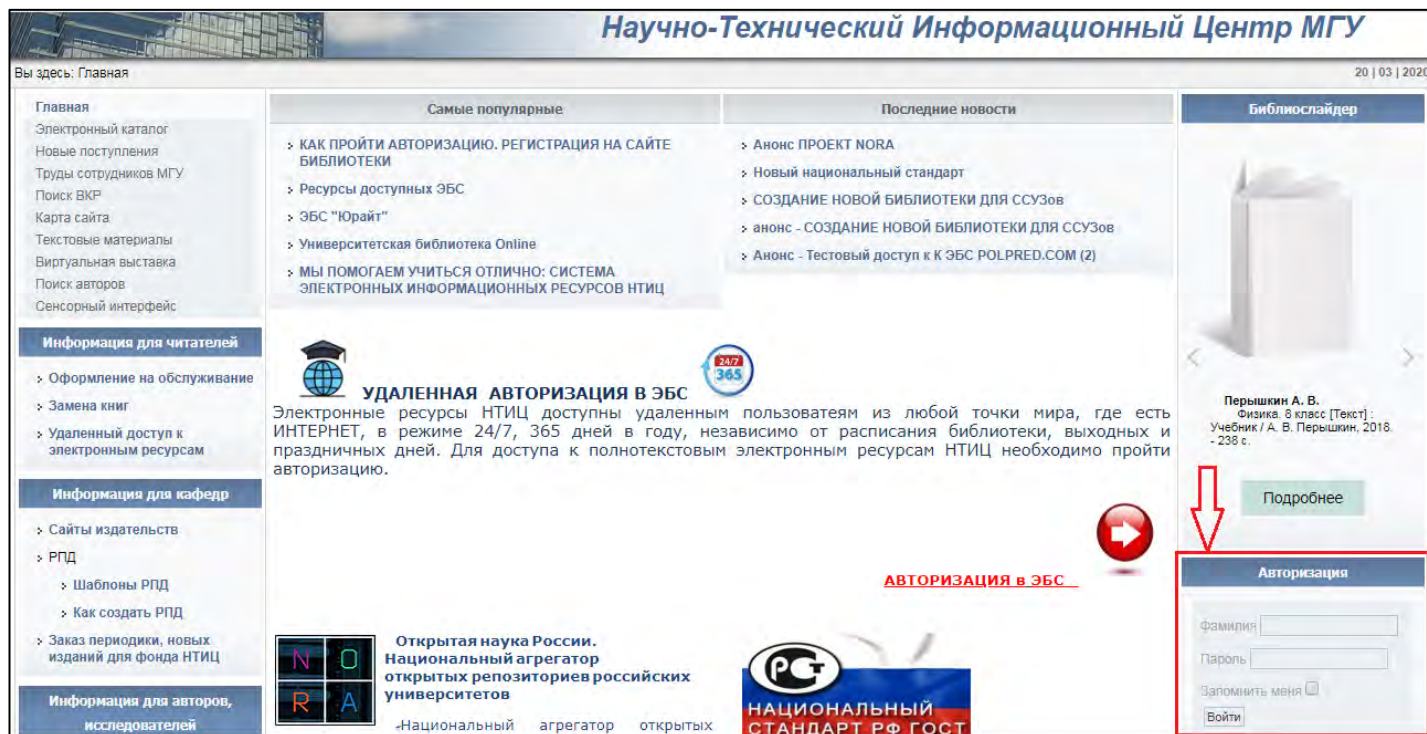 Научно-Технический Информационный Центр МГУ
Вы здесь: Главная
20 | 03 | 2020
Главная
Электронный каталог
Новые поступления
Труды сотрудников МГУ
Поиск ВКР
Карта сайта
Текстовые материалы
Виртуальная выставка
Поиск авторов
Сенсорный интерфейс
Информация для читателей
Оформление на обслуживание
Замена книг
Удаленный доступ к
электронным ресурсам
Информация для кафедр
Сайты издательств
РПД
Шаблоны РПД
Как создать РПД
Заказ периодики, новых
изданий для фонда НТИЦ
Информация для авторов,
исследователей
Самые популярные
КАК ПРОЙТИ АВТОРИЗАЦИЮ. РЕГИСТРАЦИЯ НА САЙТЕ
БИБЛИОТЕКИ
Ресурсы доступных ЭБС
ЭБС "Юрайт"
Университетская библиотека Online
МЫ ПОМОГАЕМ УЧИТЬСЯ ОТЛИЧНО: СИСТЕМА
ЭЛЕКТРОННЫХ ИНФОРМАЦИОННЫХ РЕСУРСОВ НТИЦ
Последние новости
Анонс ПРОЕКТ NORA
Новый национальный стандарт
СОЗДАНИЕ НОВОЙ БИБЛИОТЕКИ ДЛЯ ССУЗов
анонс - СОЗДАНИЕ НОВОЙ БИБЛИОТЕКИ ДЛЯ ССУЗов
Анонс - Тестовый доступ к К ЭБС POLPRED.COM (2)
УДАЛЕННАЯ АВТОРИЗАЦИЯ В ЭБС
24/7
365
Электронные ресурсы НТИЦ доступны удаленным пользователям из любой точки мира, где есть
ИНТЕРНЕТ, в режиме 24/7, 365 дней в году, независимо от расписания библиотеки, выходных и
праздничных дней. Для доступа к полнотекстовым электронным ресурсам НТИЦ необходимо пройти
авторизацию.
АВТОРИЗАЦИЯ в ЭБС
N O
R A
Открытая наука России.
Национальный агрегатор
открытых репозиториев российских
университетов
-Национальный агрегатор открытых
РСТ
НАЦИОНАЛЬНЫЙ
СТАНДАРТ РФ ГОСТ
Библиослайдер
Перышкин А. В.
Физика. 8 класс [Текст] :
Учебник / А. В. Перышкин, 2018.
- 238 с.
Подробнее
Авторизация
Фамилия
Пароль
Запомнить меня
Войти